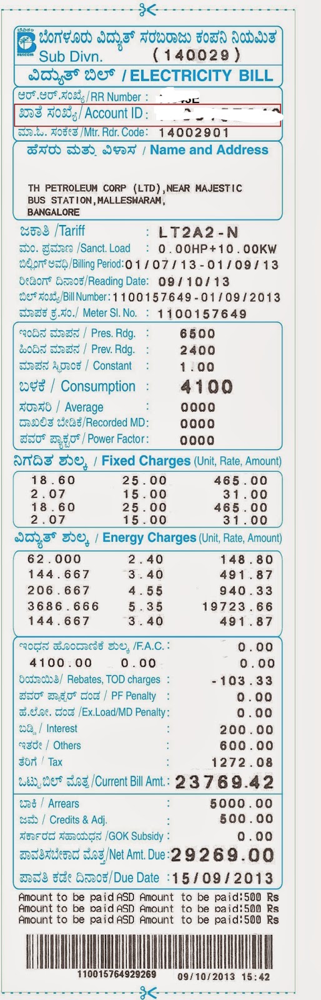 ಬೆವಿಕಂ
BESCOM
ಬೆಂಗಳೂರು ವಿದ್ಯುತ್ ಸರಬರಾಜು ಕಂಪನಿ ನಿಯಮಿತ
Sub Divn. (140029)
ವಿದ್ಯುತ್ ಬಿಲ್ / ELECTRICITY BILL
ಆರ್.ಆರ್.ಸಂಖ್ಯೆ / RR Number :
ಖಾತೆ ಸಂಖ್ಯೆ / Account ID :
ಮಾ.ಓ. ಸಂಕೇತ /Mtr. Rdr. Code: 14002901
ಹೆಸರು ಮತ್ತು ವಿಳಾಸ / Name and Address
TH PETROLEUM CORP (LTD),NEAR MAJESTIC
BUS STATION,MALLESWARAM,
BANGALORE
ಜಕಾತಿ /Tariff : LT2A2-N
ಮಂ. ಪ್ರಮಾಣ /Sanct. Load : 0.00HP+10.00KW
ಬಿಲ್ಲಿಂಗ್ ಅವಧಿ/Billing Period: 01/07/13-01/09/13
ರೀಡಿಂಗ್ ದಿನಾಂಕ/Reading Date: 09/10/13
ಬಿಲ್ ಸಂಖ್ಯೆ/Bill Number : 1100157649-01/09/2013
ಮಾಪಕ ಕ್ರ.ಸಂ./ Meter Sl. No. : 1100157649
ಇಂದಿನ ಮಾಪನ / Pres. Rdg. : 6500
ಹಿಂದಿನ ಮಾಪನ / Prev. Rdg. : 2400
ಮಾಪನ ಸ್ಥಿರಾಂಕ / Constant : 1.00
ಬಳಕೆ / Consumption : 4100
ಸರಾಸರಿ / Average : 0000
ದಾಖಲಿತ ಬೇಡಿಕೆ/Recorded MD: 0000
ಪವರ್ ಫ್ಯಾಕ್ಟರ್/ Power Factor: 0000
ನಿಗದಿತ ಶುಲ್ಕ / Fixed Charges (Unit, Rate, Amount)
18.60 25.00 465.00
2.07 15.00 31.00
18.60 25.00 465.00
2.07 15.00 31.00
ವಿದ್ಯುತ್ ಶುಲ್ಕ / Energy Charges (Unit, Rate, Amount)
62.000 2.40 148.80
144.667 3.40 491.87
206.667 4.55 940.33
3686.666 5.35 19723.66
144.667 3.40 491.87
ಇಂಧನ ಹೊಂದಾಣಿಕೆ ಶುಲ್ಕ /F.A.C.: 0.00
4100.00 0.00 0.00
ರಿಯಾಯಿತಿ/ Rebates, TOD charges : -103.33
ಪವರ್ ಫ್ಯಾಕ್ಟರ್ ದಂಡ / PF Penalty : 0.00
ಹೆ.ಲೋ. ದಂಡ /Ex.Load/MD Penalty: 0.00
ಬಡ್ಡಿ / Interest : 200.00
ಇತರೇ / Others : 600.00
ತೆರಿಗೆ / Tax : 1272.08
ಒಟ್ಟು ಬಿಲ್ ಮೊತ್ತ /Current Bill Amt. : 23769.42
ಬಾಕಿ / Arrears : 5000.00
ಜಮೆ / Credits & Adj. : 500.00
ಸರ್ಕಾರದ ಸಹಾಯಧನ /GOK Subsidy : 0.00
ಪಾವತಿಸಬೇಕಾದ ಮೊತ್ತ/Net Amt. Due : 29269.00
ಪಾವತಿ ಕಡೇ ದಿನಾಂಕ/Due Date : 15/09/2013
Amount to be paid ASD Amount to be paid:500 Rs
Amount to be paid ASD Amount to be paid:500 Rs
Amount to be paid ASD Amount to be paid:500 Rs
110015764929269 09/10/2013 15:42